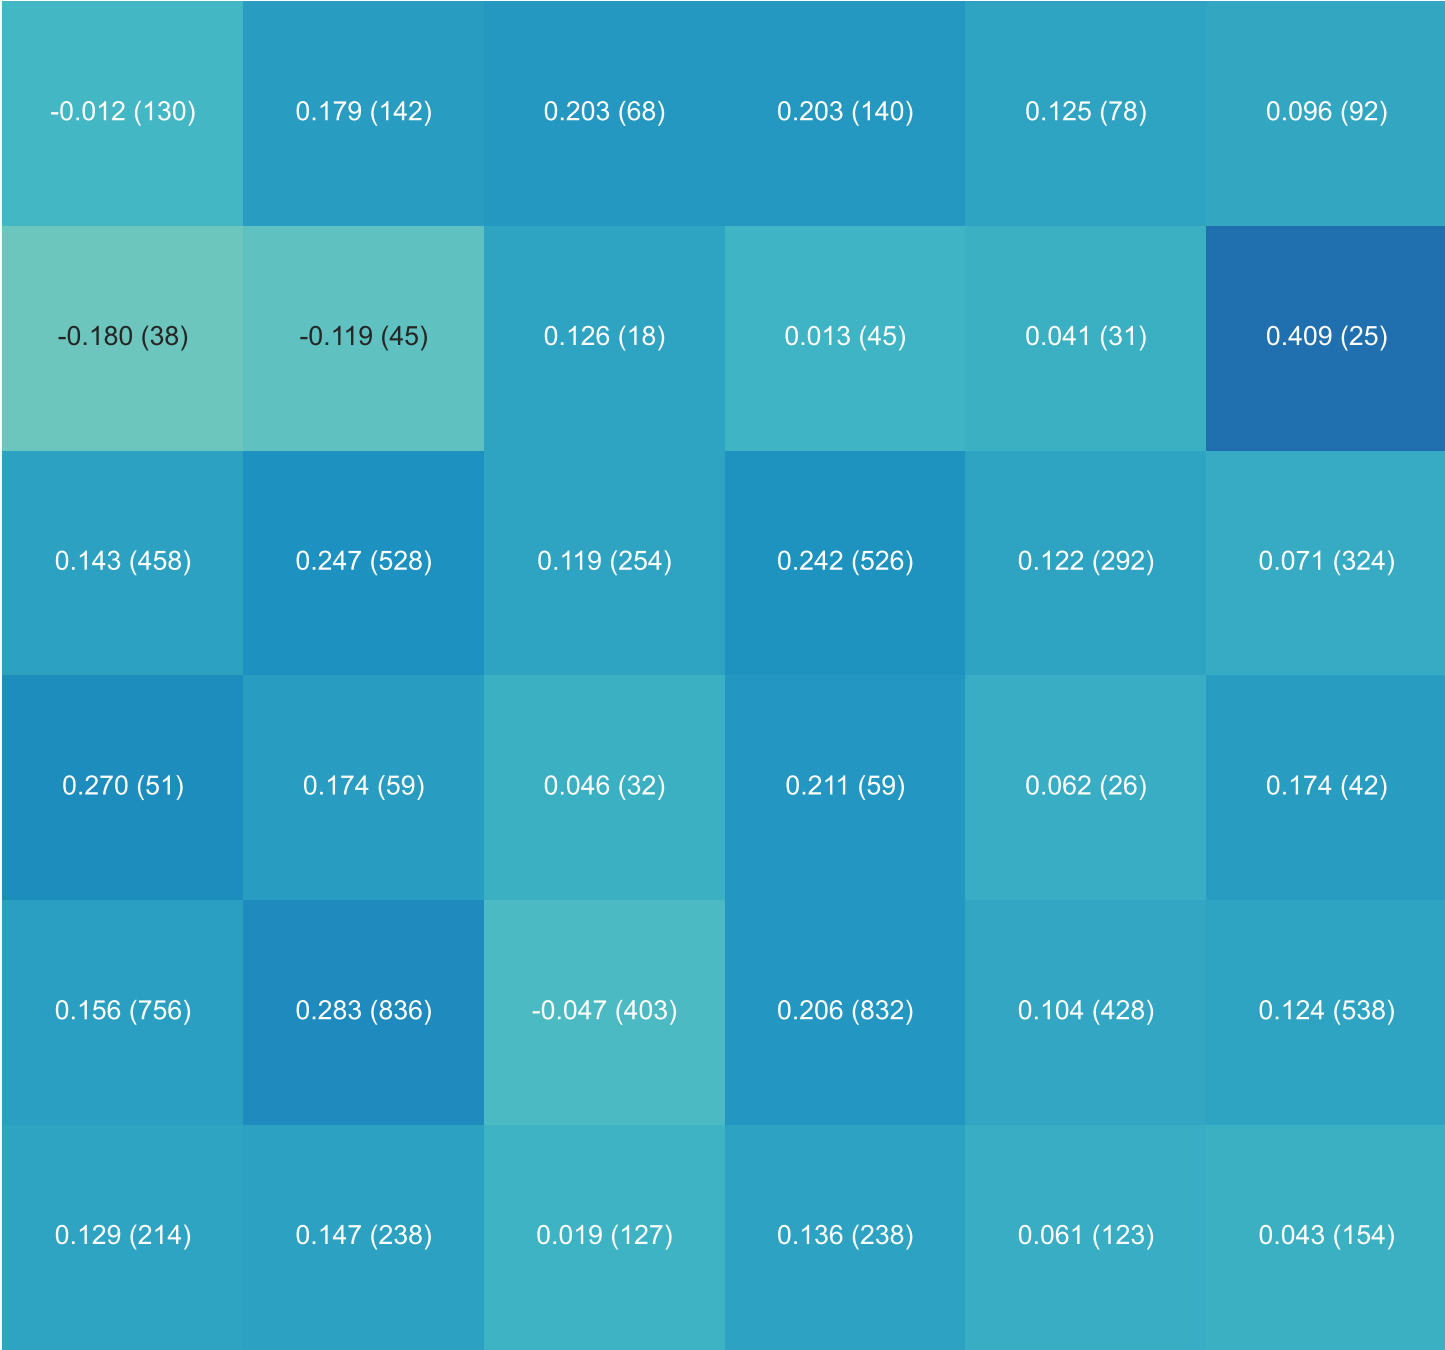 -0.012 (130) 0.179 (142) 0.203 (68) 0.203 (140) 0.125 (78) 0.096 (92)
-0.180 (38) -0.119 (45) 0.126 (18) 0.013 (45) 0.041 (31) 0.409 (25)
0.143 (458) 0.247 (528) 0.119 (254) 0.242 (526) 0.122 (292) 0.071 (324)
0.270 (51) 0.174 (59) 0.046 (32) 0.211 (59) 0.062 (26) 0.174 (42)
0.156 (756) 0.283 (836) -0.047 (403) 0.206 (832) 0.104 (428) 0.124 (538)
0.129 (214) 0.147 (238) 0.019 (127) 0.136 (238) 0.061 (123) 0.043 (154)